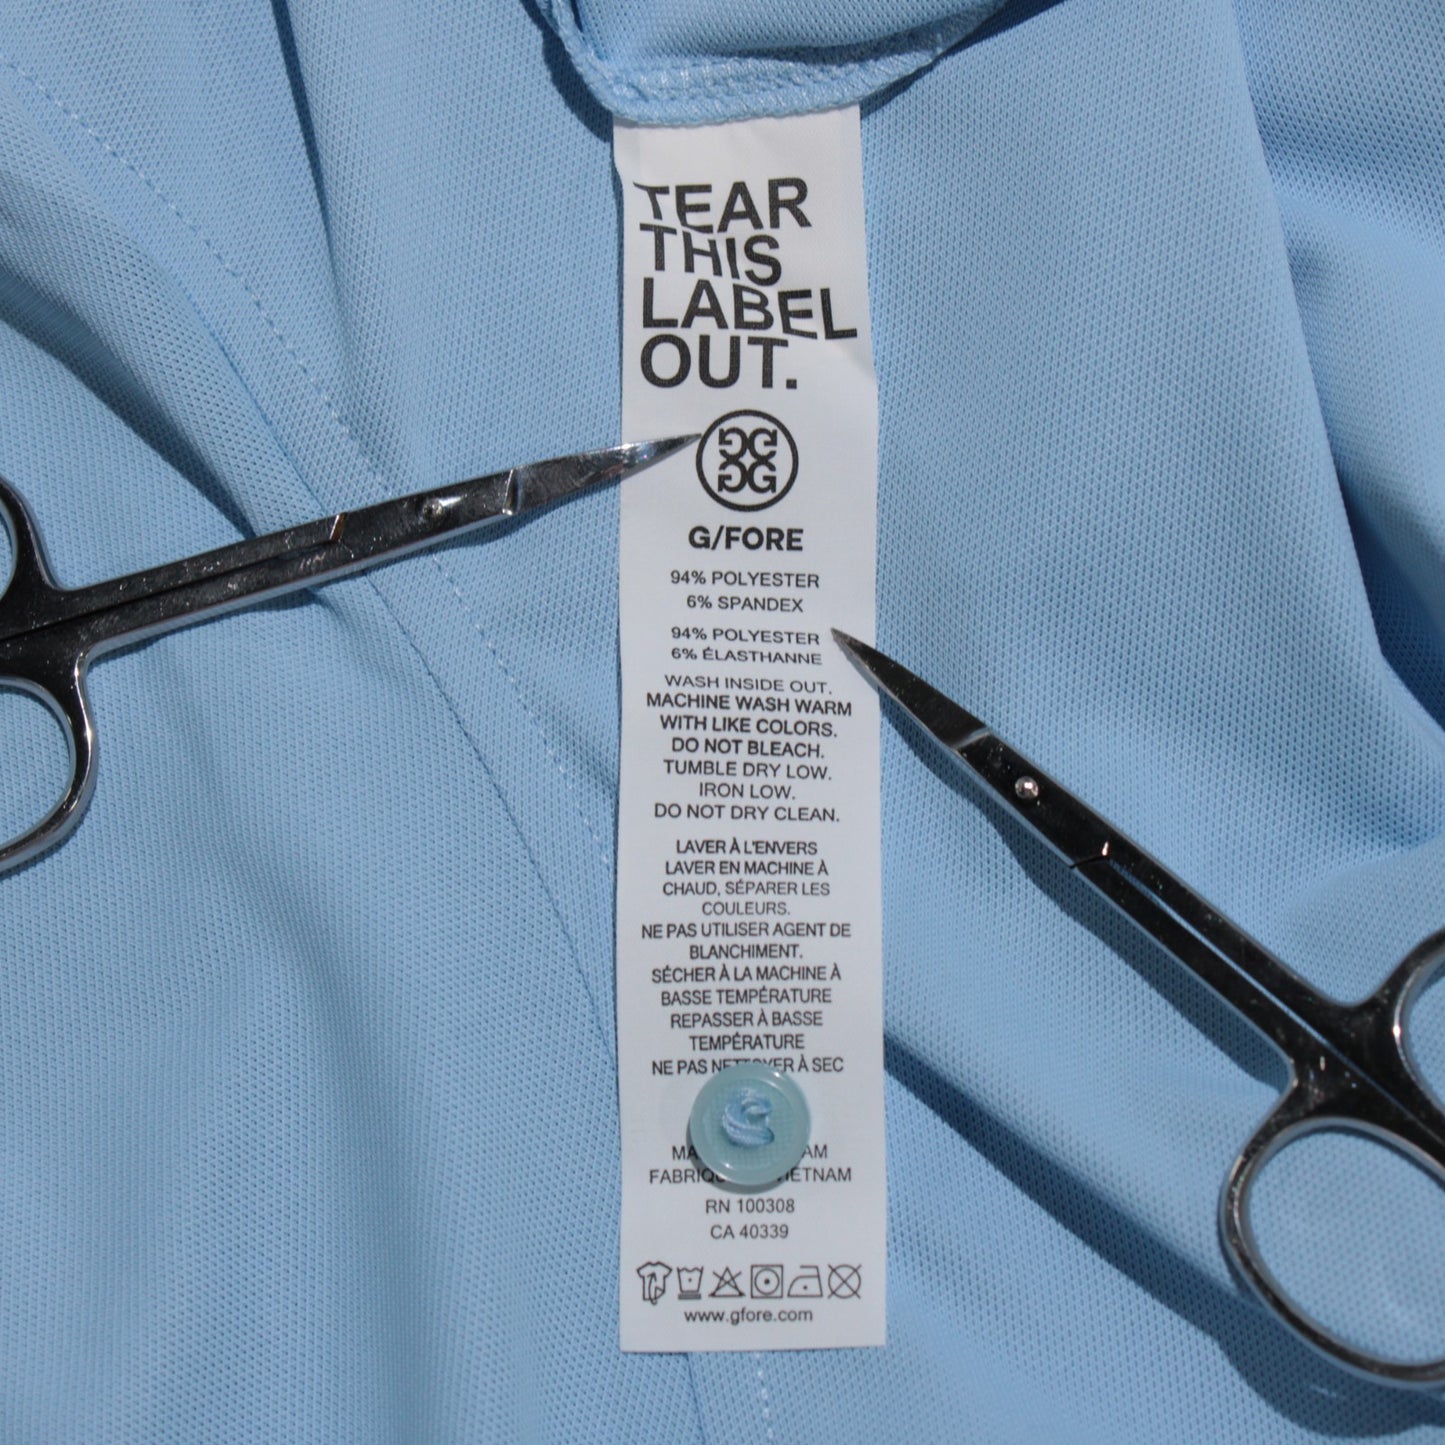 TEAR
THIS
LABEL
OUT.
G/FORE
94% POLYESTER
6% SPANDEX
94% POLYESTER
6% ÉLASTHANNE
WASH INSIDE OUT.
MACHINE WASH WARM
WITH LIKE COLORS.
DO NOT BLEACH.
TUMBLE DRY LOW.
IRON LOW.
DO NOT DRY CLEAN.
LAVER À L'ENVERS
LAVER EN MACHINE À
CHAUD, SÉPARER LES
COULEURS.
NE PAS UTILISER AGENT DE
BLANCHIMENT.
SÉCHER À LA MACHINE À
BASSE TEMPÉRATURE
REPASSER À BASSE
TEMPÉRATURE
NE PAS NETTOYER À SEC
RN 100308
CA 40339
www.gfore.com